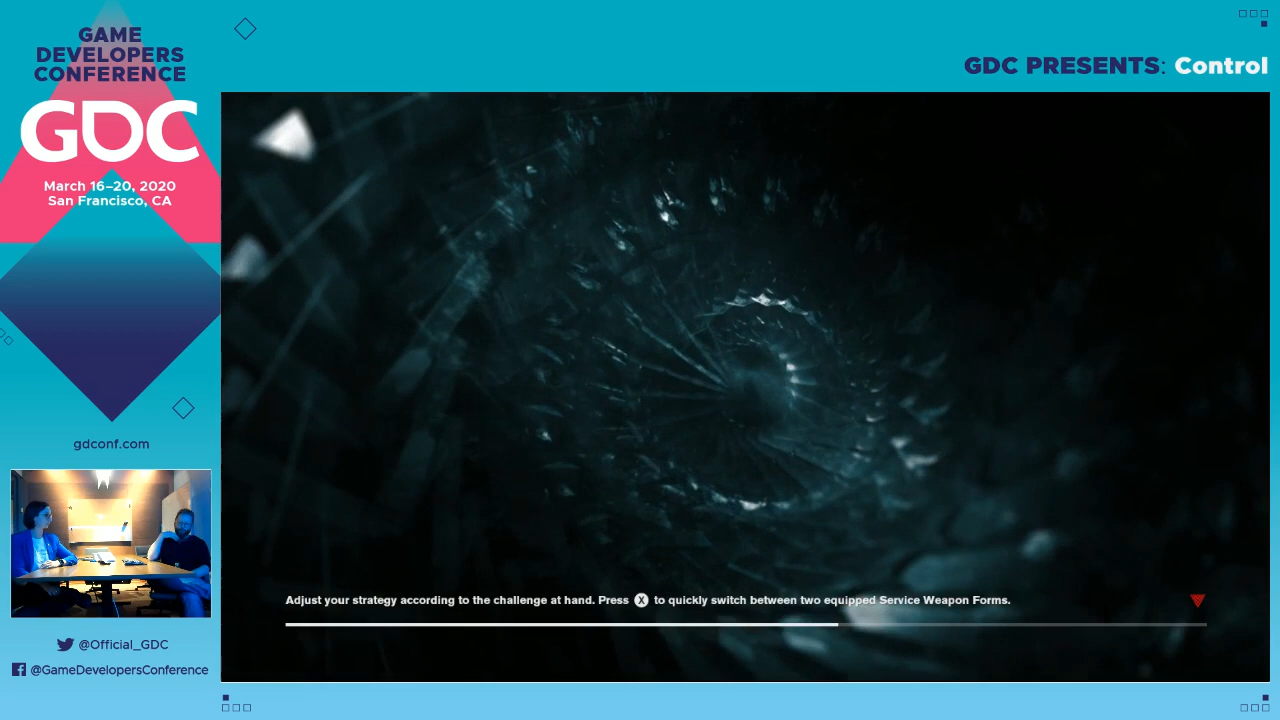 GAME
DEVELOPERS
CONFERENCE
GDC
March 16–20, 2020
San Francisco, CA
gdconf.com
@Official_GDC
@GameDevelopersConference
GDC PRESENTS: Control
Adjust your strategy according to the challenge at hand. Press X to quickly switch between two equipped Service Weapon Forms.